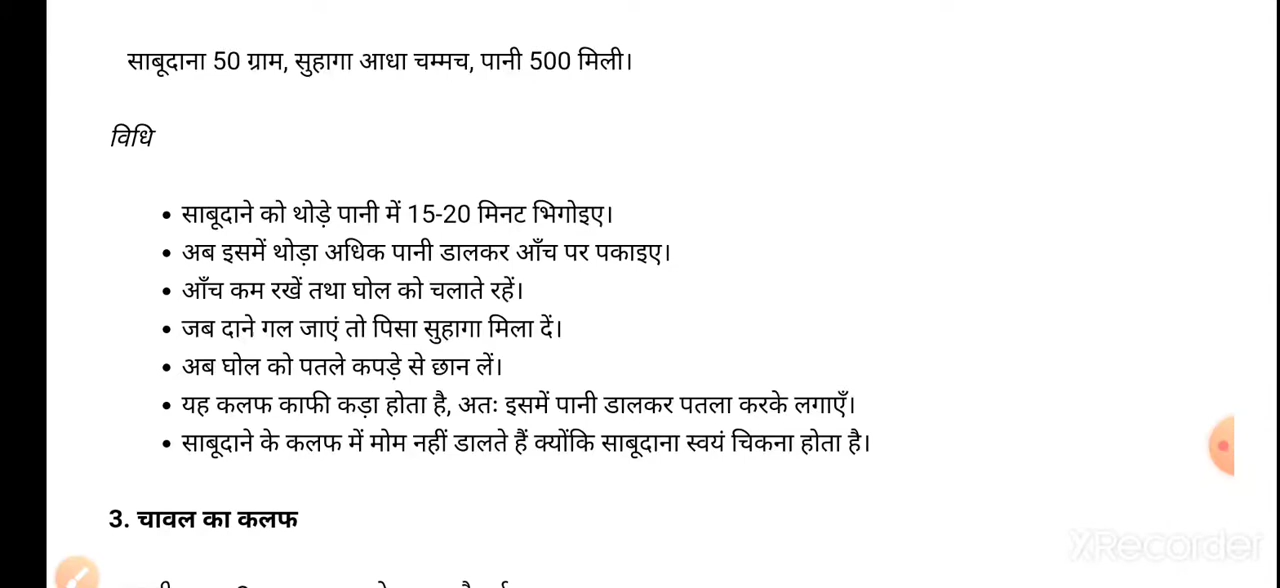 साबूदाना 50 ग्राम, सुहागा आधा चम्मच, पानी 500 मिली।
विधि
• साबूदाने को थोड़े पानी में 15-20 मिनट भिगोइए।
• अब इसमें थोड़ा अधिक पानी डालकर आँच पर पकाइए।
• आँच कम रखें तथा घोल को चलाते रहें।
• जब दाने गल जाएं तो पिसा सुहागा मिला दें।
• अब घोल को पतले कपड़े से छान लें।
• यह कलफ काफी कड़ा होता है, अतः इसमें पानी डालकर पतला करके लगाएँ।
• साबूदाने के कलफ में मोम नहीं डालते हैं क्योंकि साबूदाना स्वयं चिकना होता है।
3. चावल का कलफ
XRecorder